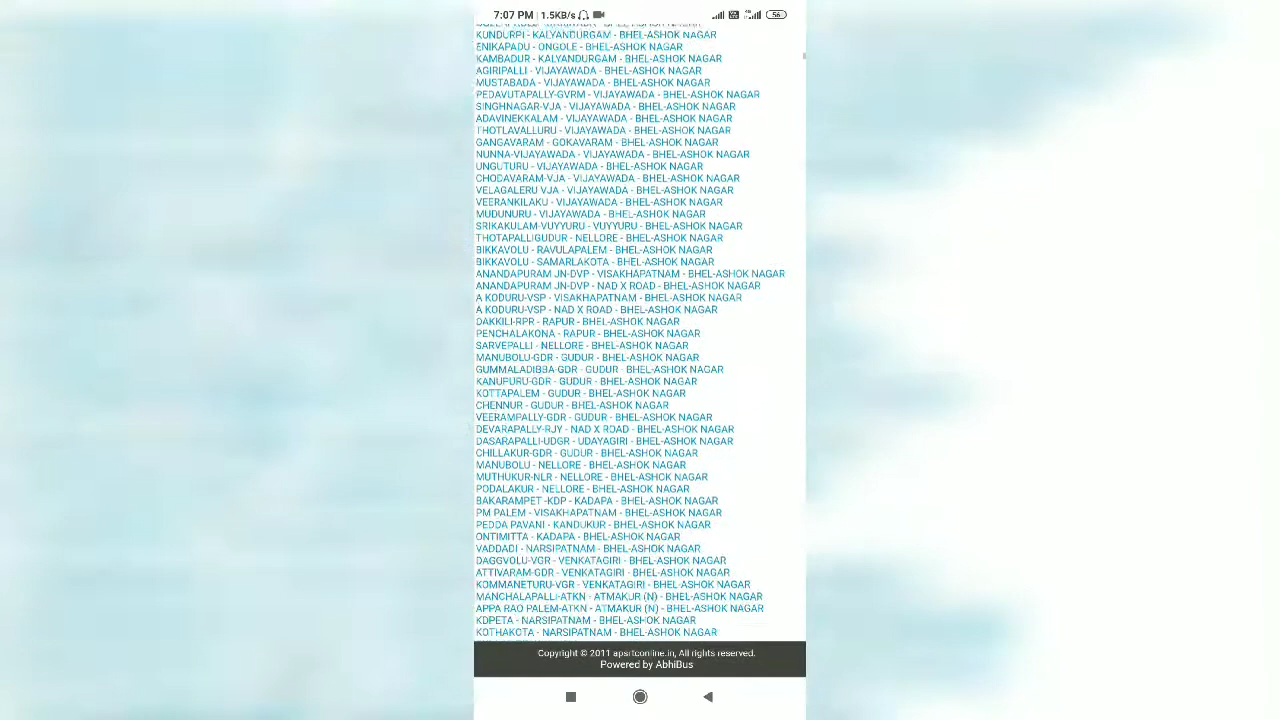 7:07 PM | 1.5KB/s
56
KUNDURPI - KALYANDURGAM - BHEL-ASHOK NAGAR
ENIKAPADU - ONGOLE - BHEL-ASHOK NAGAR
KAMBADUR - KALYANDURGAM - BHEL-ASHOK NAGAR
AGIRIPALLI - VIJAYAWADA - BHEL-ASHOK NAGAR
MUSTABADA - VIJAYAWADA - BHEL-ASHOK NAGAR
PEDAVUTAPALLY-GVRM - VIJAYAWADA - BHEL-ASHOK NAGAR
SINGHNAGAR-VJA - VIJAYAWADA - BHEL-ASHOK NAGAR
ADAVINEKKALAM - VIJAYAWADA - BHEL-ASHOK NAGAR
THOTLAVALLURU - VIJAYAWADA - BHEL-ASHOK NAGAR
GANGAVARAM - GOKAVARAM - BHEL-ASHOK NAGAR
NUNNA-VIJAYAWADA - VIJAYAWADA - BHEL-ASHOK NAGAR
UNGUTURU - VIJAYAWADA - BHEL-ASHOK NAGAR
CHODAVARAM-VJA - VIJAYAWADA - BHEL-ASHOK NAGAR
VELAGALERU VJA - VIJAYAWADA - BHEL-ASHOK NAGAR
VEERANKILAKU - VIJAYAWADA - BHEL-ASHOK NAGAR
MUDUNURU - VIJAYAWADA - BHEL-ASHOK NAGAR
SRIKAKULAM-VUYYURU - VUYYURU - BHEL-ASHOK NAGAR
THOTAPALLIGUDUR - NELLORE - BHEL-ASHOK NAGAR
BIKKAVOLU - RAVULAPALEM - BHEL-ASHOK NAGAR
BIKKAVOLU - SAMARLAKOTA - BHEL-ASHOK NAGAR
ANANDAPURAM JN-DVP - VISAKHAPATNAM - BHEL-ASHOK NAGAR
ANANDAPURAM JN-DVP - NAD X ROAD - BHEL-ASHOK NAGAR
A KODURU-VSP - VISAKHAPATNAM - BHEL-ASHOK NAGAR
A KODURU-VSP - NAD X ROAD - BHEL-ASHOK NAGAR
DAKKILI-RPR - RAPUR - BHEL-ASHOK NAGAR
PENCHALAKONA - RAPUR - BHEL-ASHOK NAGAR
SARVEPALLI - NELLORE - BHEL-ASHOK NAGAR
MANUBOLU-GDR - GUDUR - BHEL-ASHOK NAGAR
GUMMALADIBBA-GDR - GUDUR - BHEL-ASHOK NAGAR
KANUPURU-GDR - GUDUR - BHEL-ASHOK NAGAR
KOTTAPALEM - GUDUR - BHEL-ASHOK NAGAR
CHENNUR - GUDUR - BHEL-ASHOK NAGAR
VEERAMPALLY-GDR - GUDUR - BHEL-ASHOK NAGAR
DEVARAPALLY-RJY - NAD X ROAD - BHEL-ASHOK NAGAR
DASARAPALLI-UDGR - UDAYAGIRI - BHEL-ASHOK NAGAR
CHILLAKUR-GDR - GUDUR - BHEL-ASHOK NAGAR
MANUBOLU - NELLORE - BHEL-ASHOK NAGAR
MUTHUKUR-NLR - NELLORE - BHEL-ASHOK NAGAR
PODALAKUR - NELLORE - BHEL-ASHOK NAGAR
BAKARAMPET -KDP - KADAPA - BHEL-ASHOK NAGAR
PM PALEM - VISAKHAPATNAM - BHEL-ASHOK NAGAR
PEDDA PAVANI - KANDUKUR - BHEL-ASHOK NAGAR
ONTIMITTA - KADAPA - BHEL-ASHOK NAGAR
VADDADI - NARSIPATNAM - BHEL-ASHOK NAGAR
DAGGVOLU-VGR - VENKATAGIRI - BHEL-ASHOK NAGAR
ATTIVARAM-GDR - VENKATAGIRI - BHEL-ASHOK NAGAR
KOMMANETURU-VGR - VENKATAGIRI - BHEL-ASHOK NAGAR
MANCHALAPALLI-ATKN - ATMAKUR (N) - BHEL-ASHOK NAGAR
APPA RAO PALEM-ATKN - ATMAKUR (N) - BHEL-ASHOK NAGAR
KDPETA - NARSIPATNAM - BHEL-ASHOK NAGAR
KOTHAKOTA - NARSIPATNAM - BHEL-ASHOK NAGAR
Copyright © 2011 apsrtconline.in, All rights reserved.
Powered by AbhiBus